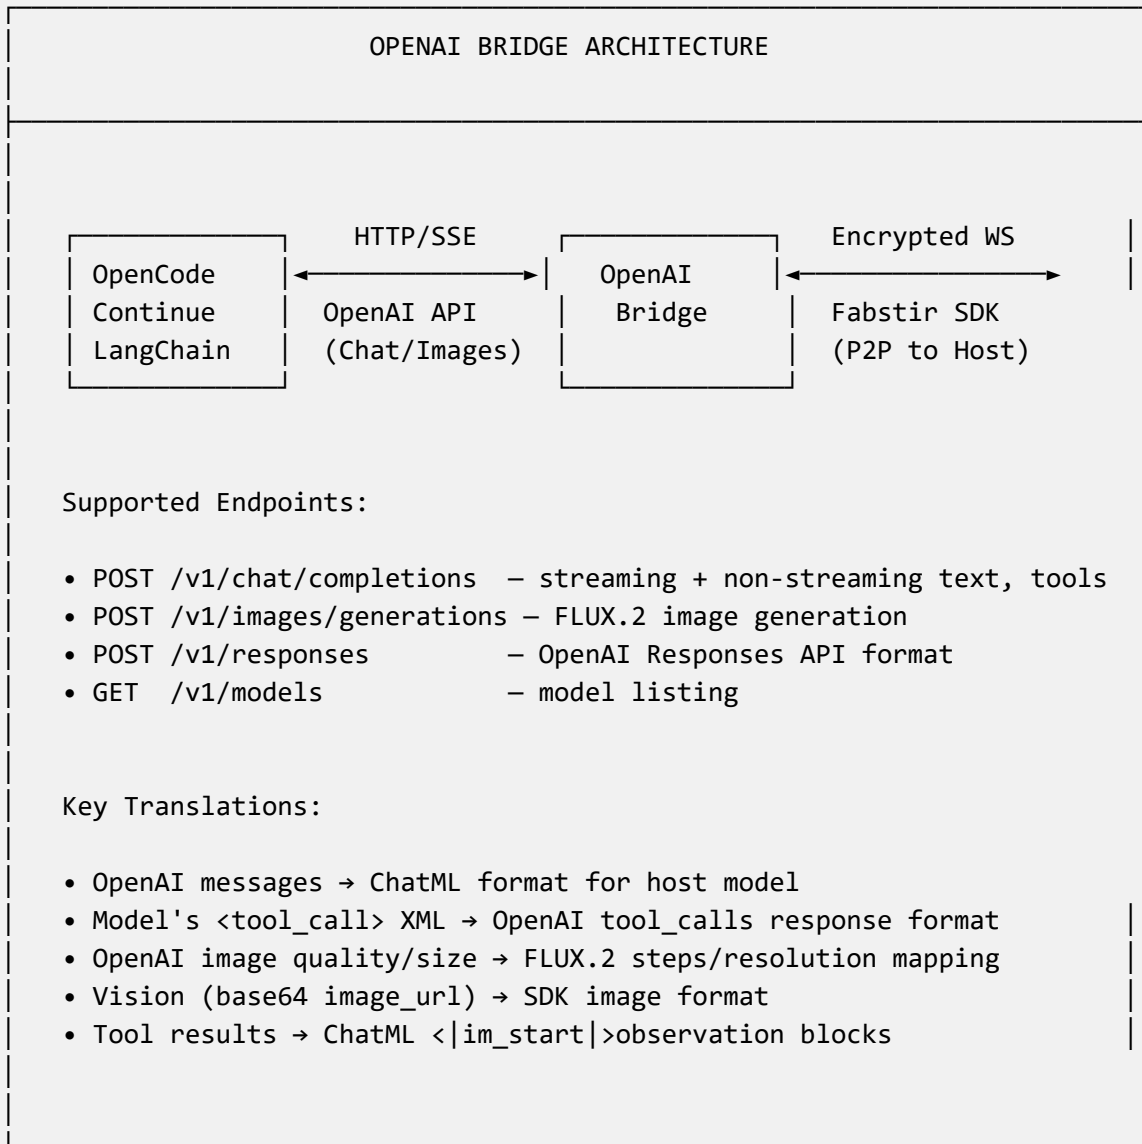 OPENAI BRIDGE ARCHITECTURE
HTTP/SSE Encrypted WS
OpenCode OpenAI
Continue OpenAI API Bridge Fabstir SDK
LangChain (Chat/Images) (P2P to Host)
Supported Endpoints:
• POST /v1/chat/completions — streaming + non-streaming text, tools
• POST /v1/images/generations — FLUX.2 image generation
• POST /v1/responses — OpenAI Responses API format
• GET /v1/models — model listing
Key Translations:
• OpenAI messages → ChatML format for host model
• Model's <tool_call> XML → OpenAI tool_calls response format
• OpenAI image quality/size → FLUX.2 steps/resolution mapping
• Vision (base64 image_url) → SDK image format
• Tool results → ChatML <|im_start|>observation blocks